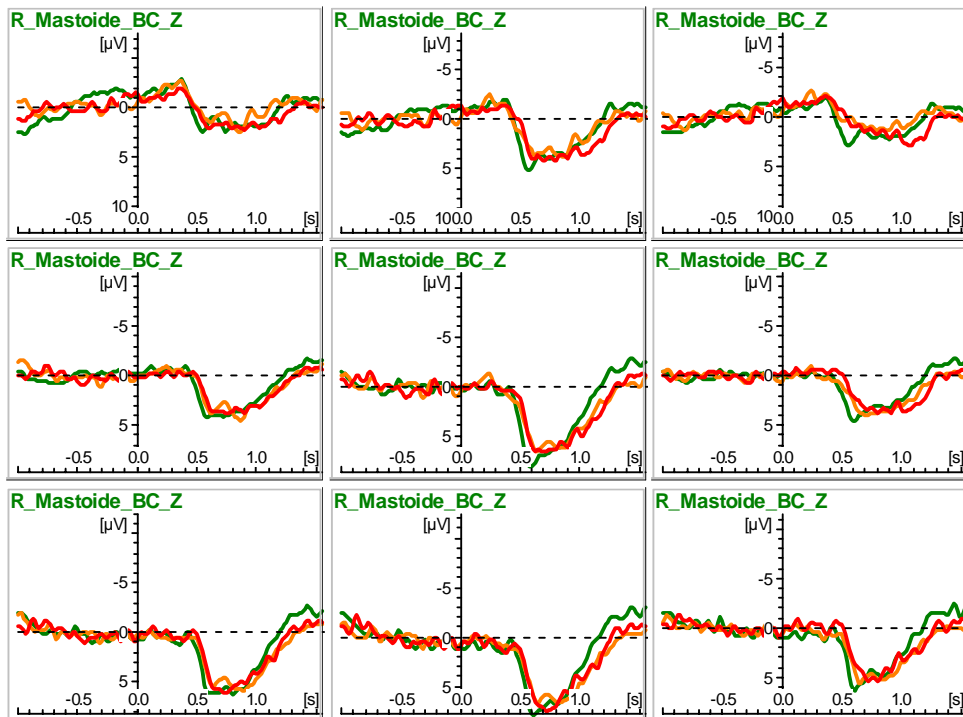 R_Mastoide_BC_Z R_Mastoide_BC_Z R_Mastoide_BC_Z
[µV] [µV] [µV]
-5 -5
0 0 0
5 5 5
10 100.0 100.0
-0.5 0.0 0.5 1.0 [s] -0.5 0.5 1.0 [s] -0.5 0.5 1.0 [s]
R_Mastoide_BC_Z R_Mastoide_BC_Z R_Mastoide_BC_Z
[µV] [µV] [µV]
-5 -5 -5
0 0 0
5 5 5
-0.5 0.0 0.5 1.0 [s] -0.5 0.0 0.5 1.0 [s] -0.5 0.0 0.5 1.0 [s]
R_Mastoide_BC_Z R_Mastoide_BC_Z R_Mastoide_BC_Z
[µV] [µV] [µV]
-5 -5 -5
0 0 0
5 5 5
-0.5 0.0 0.5 1.0 [s] -0.5 0.0 0.5 1.0 [s] -0.5 0.0 0.5 1.0 [s]